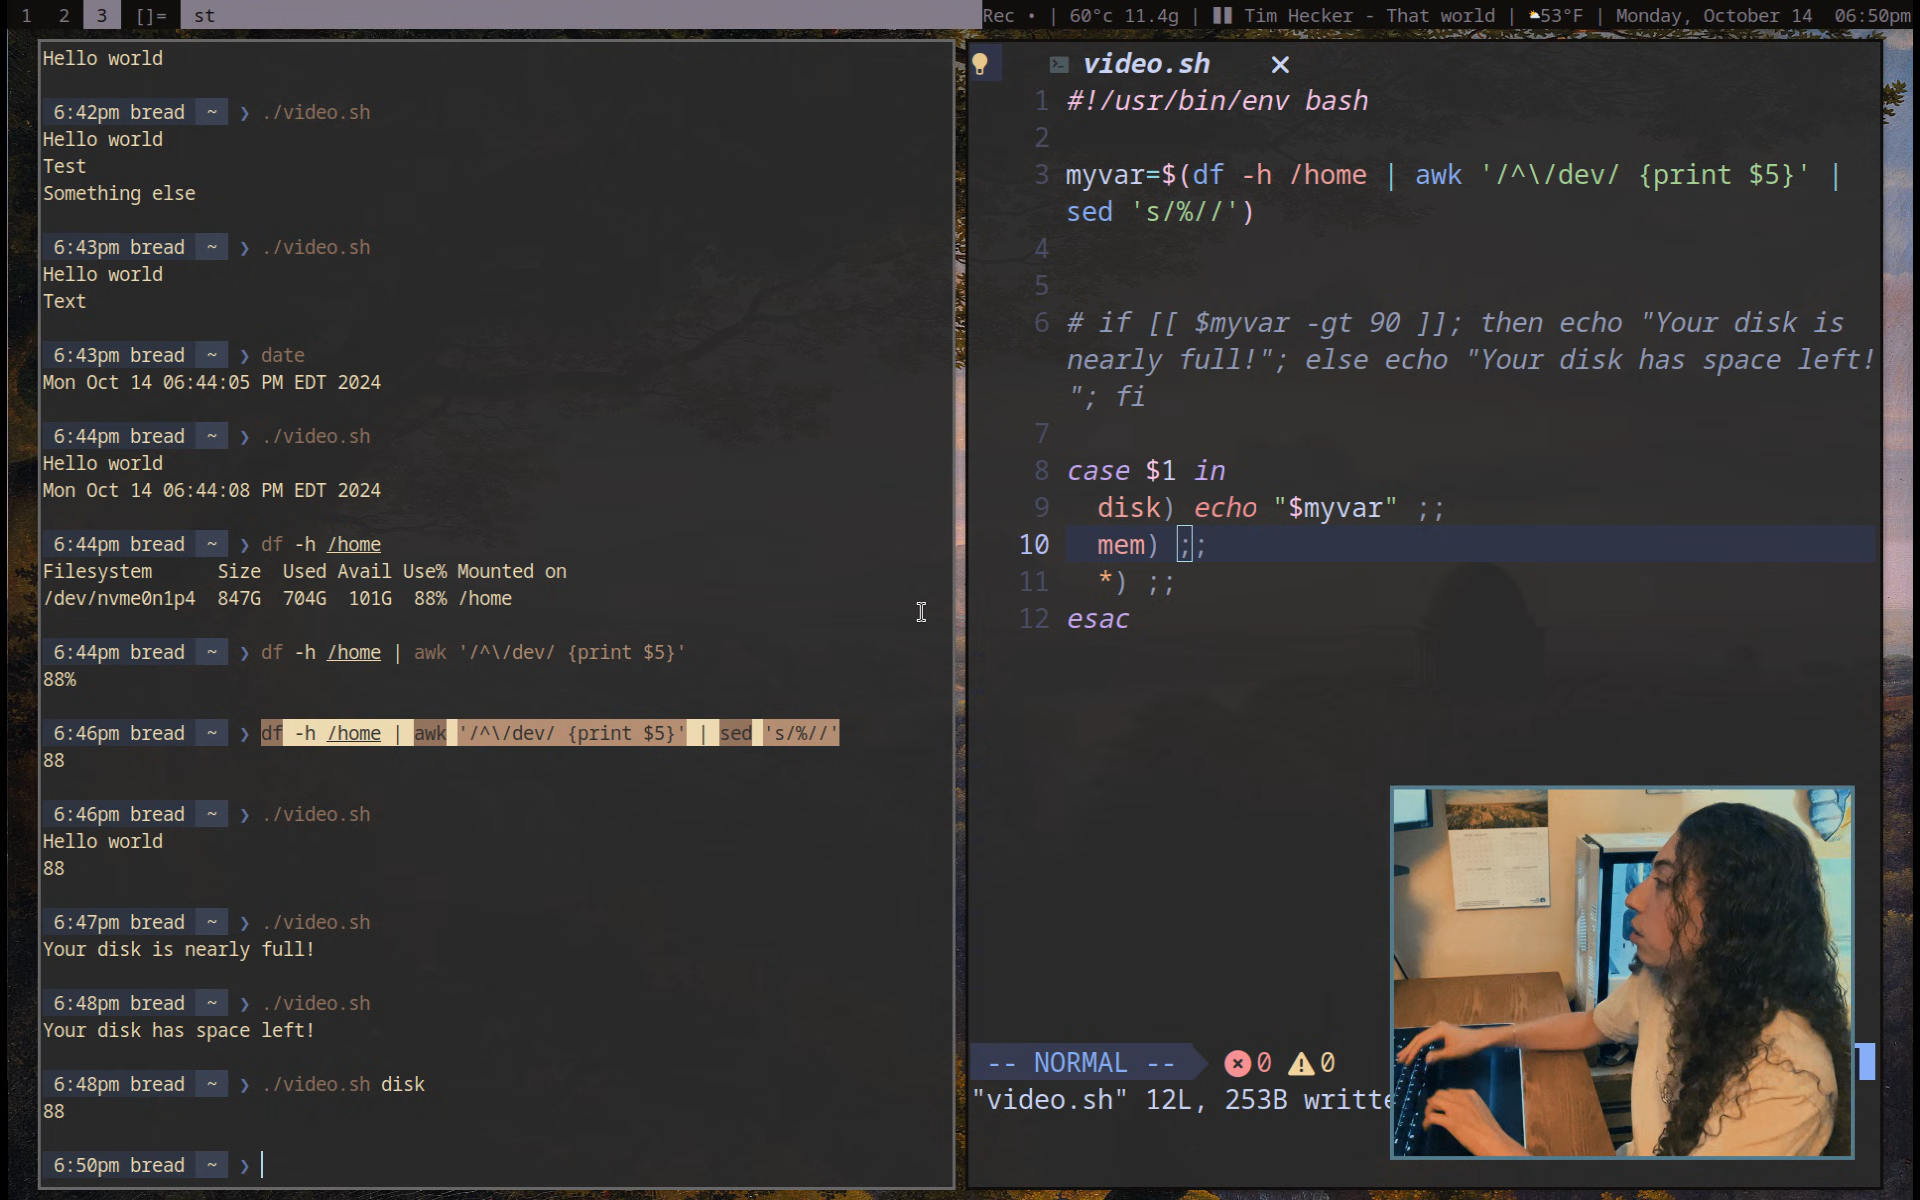 1 2 3 []= st Rec • | 60°c 11.4g | Tim Hecker - That world | 53°F | Monday, October 14 06:50pm
Hello world
6:42pm bread ~ ❯ ./video.sh
Hello world
Test
Something else
6:43pm bread ~ ❯ ./video.sh
Hello world
Text
6:43pm bread ~ ❯ date
Mon Oct 14 06:44:05 PM EDT 2024
6:44pm bread ~ ❯ ./video.sh
Hello world
Mon Oct 14 06:44:08 PM EDT 2024
6:44pm bread ~ ❯ df -h /home
Filesystem Size Used Avail Use% Mounted on
/dev/nvme0n1p4 847G 704G 101G 88% /home
6:44pm bread ~ ❯ df -h /home | awk '/^\/dev/ {print $5}'
88%
6:46pm bread ~ ❯ df -h /home | awk '/^\/dev/ {print $5}' | sed 's/%//'
88
6:46pm bread ~ ❯ ./video.sh
Hello world
88
6:47pm bread ~ ❯ ./video.sh
Your disk is nearly full!
6:48pm bread ~ ❯ ./video.sh
Your disk has space left!
6:48pm bread ~ ❯ ./video.sh disk
88
6:50pm bread ~ ❯
video.sh ✕
1 #!/usr/bin/env bash
2
3 myvar=$(df -h /home | awk '/^\/dev/ {print $5}' |
sed 's/%//')
4
5
6 # if [[ $myvar -gt 90 ]]; then echo "Your disk is
nearly full!"; else echo "Your disk has space left!
"; fi
7
8 case $1 in
9 disk) echo "$myvar" ;;
10 mem) ;;
11 *) ;;
12 esac
-- NORMAL -- 0 0
"video.sh" 12L, 253B writte